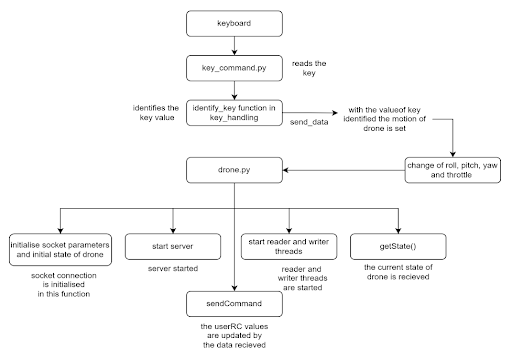 keyboard
key_command.py
reads the
key
identifies the
key value
identify_key function in
key_handling
send_data
with the valueof key
identified the motion of
drone is set
drone.py
change of roll, pitch, yaw
and throttle
initialise socket parameters
and initial state of drone
start server
start reader and writer
threads
getState()
socket connection
is initialised
in this function
server started
reader and
writer threads
are started
the current state of
drone is recieved
sendCommand
the userRC values
are updated by
the data recieved